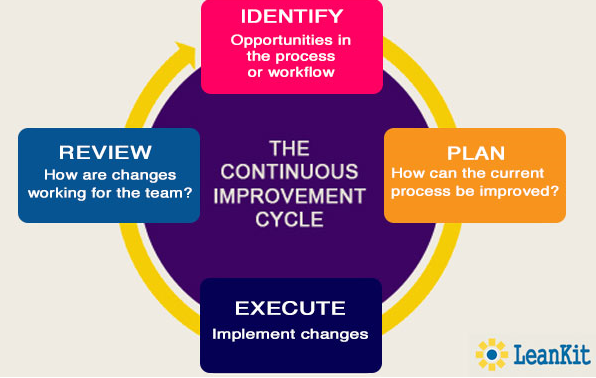 IDENTIFY
Opportunities in
the process
or workflow
REVIEW
How are changes
working for the team?
THE
CONTINUOUS
IMPROVEMENT
CYCLE
PLAN
How can the current
process be improved?
EXECUTE
Implement changes
LeanKit